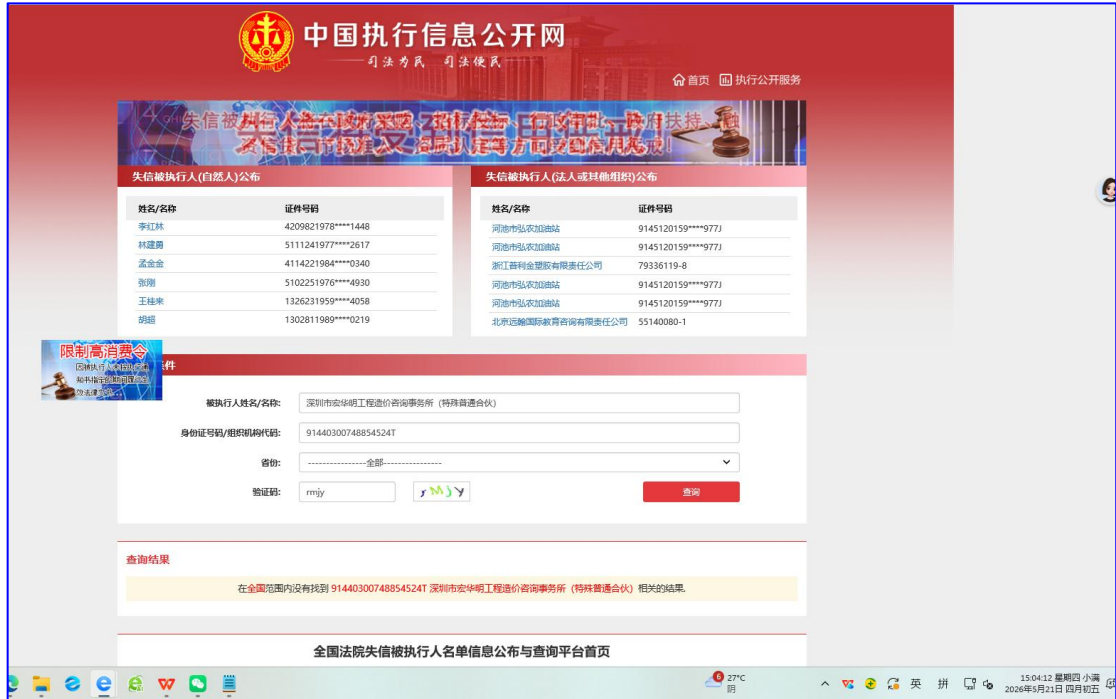 中国执行信息公开网
司法为民 司法便民
首页 执行公开服务
失信被执行人(自然人)公布
姓名/名称 证件号码
李红林 4209821978****1448
林建勇 5111241977****2617
孟金金 4114221984****0340
张刚 5102251976****4930
王桂来 1326231959****4058
胡超 1302811989****0219
失信被执行人(法人或其他组织)公布
姓名/名称 证件号码
河池市弘农加油站 9145120159****977J
河池市弘农加油站 9145120159****977J
浙江普利金塑胶有限责任公司 79336119-8
河池市弘农加油站 9145120159****977J
河池市弘农加油站 9145120159****977J
北京远翰国际教育咨询有限责任公司 55140080-1
限制高消费令
件
被执行人姓名/名称: 深圳市宏华明工程造价咨询事务所（特殊普通合伙）
身份证号码/组织机构代码: 91440300748854524T
省份: ----------------全部----------------
验证码: rmjy rMjy 查询
查询结果
在全国范围内没有找到 91440300748854524T 深圳市宏华明工程造价咨询事务所（特殊普通合伙）相关的结果.
全国法院失信被执行人名单信息公布与查询平台首页
6 27°C
阴
英 拼
15:04:12 星期四 小满
2026年5月21日 四月初五